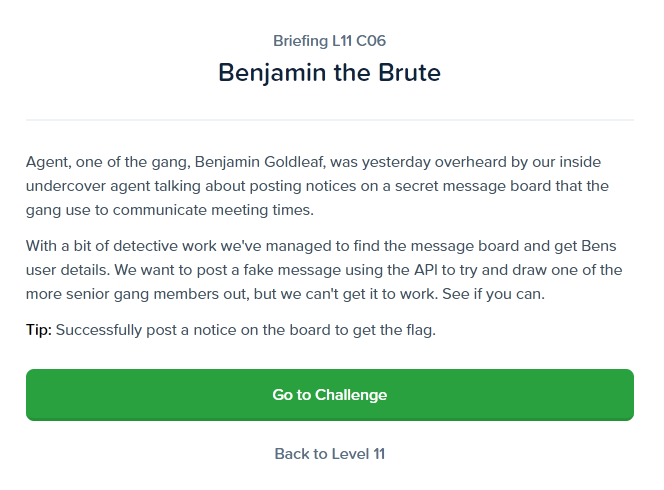 Briefing L11 C06
Benjamin the Brute
Agent, one of the gang, Benjamin Goldleaf, was yesterday overheard by our inside
undercover agent talking about posting notices on a secret message board that the
gang use to communicate meeting times.
With a bit of detective work we've managed to find the message board and get Bens
user details. We want to post a fake message using the API to try and draw one of the
more senior gang members out, but we can't get it to work. See if you can.
Tip: Successfully post a notice on the board to get the flag.
Go to Challenge
Back to Level 11